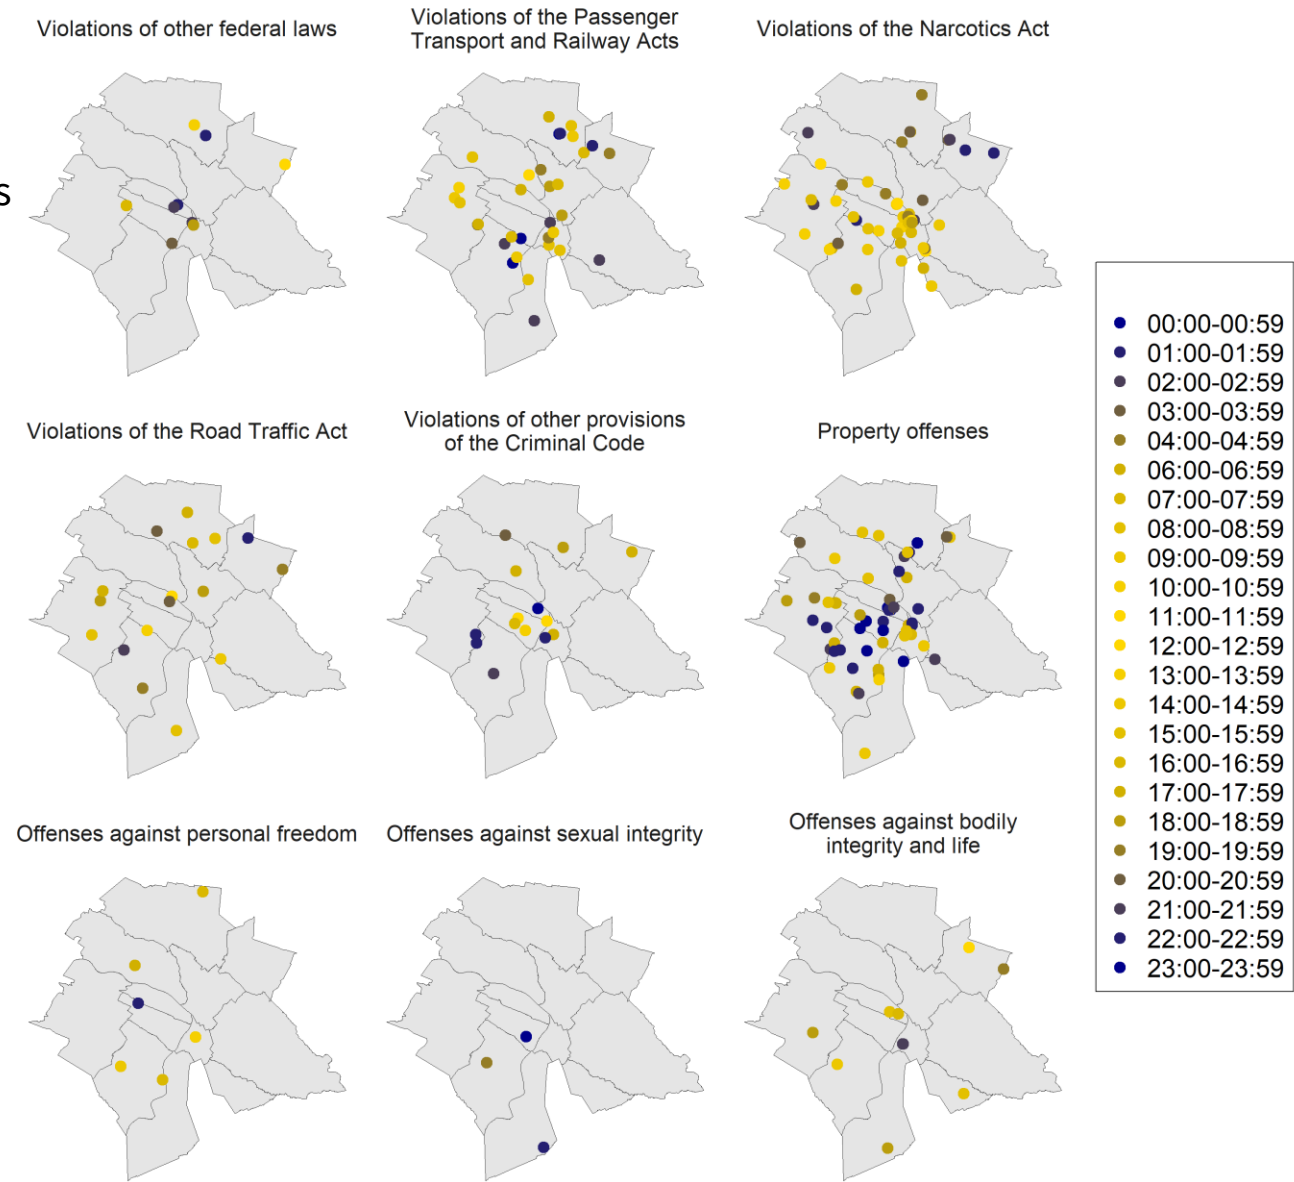 Violations of other federal laws
Violations of the Passenger
Transport and Railway Acts
Violations of the Narcotics Act
s
Violations of the Road Traffic Act
Violations of other provisions
of the Criminal Code
Property offenses
Offenses against personal freedom
Offenses against sexual integrity
Offenses against bodily
integrity and life
00:00-00:59
01:00-01:59
02:00-02:59
03:00-03:59
04:00-04:59
06:00-06:59
07:00-07:59
08:00-08:59
09:00-09:59
10:00-10:59
11:00-11:59
12:00-12:59
13:00-13:59
14:00-14:59
15:00-15:59
16:00-16:59
17:00-17:59
18:00-18:59
19:00-19:59
20:00-20:59
21:00-21:59
22:00-22:59
23:00-23:59